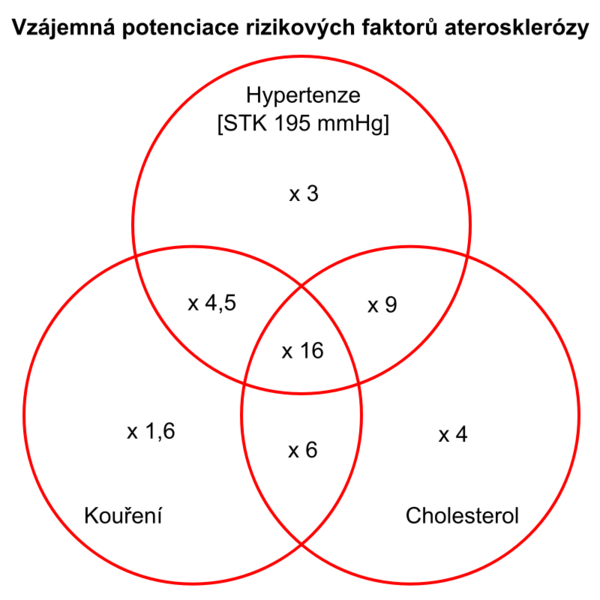 Vzájemná potenciace rizikových faktorů aterosklerózy
Hypertenze
[STK 195 mmHg]
x 3
x 4,5
x 9
x 16
x 1,6
x 6
x 4
Kouření
Cholesterol